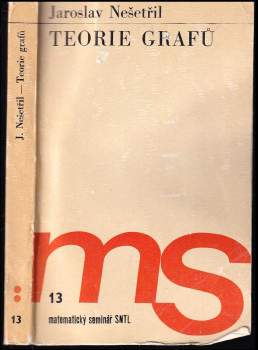 Jaroslav Nešetřil
TEORIE GRAFŮ
ms
13
matematický seminář SNTL
J. Nešetřil — Teorie grafů
13